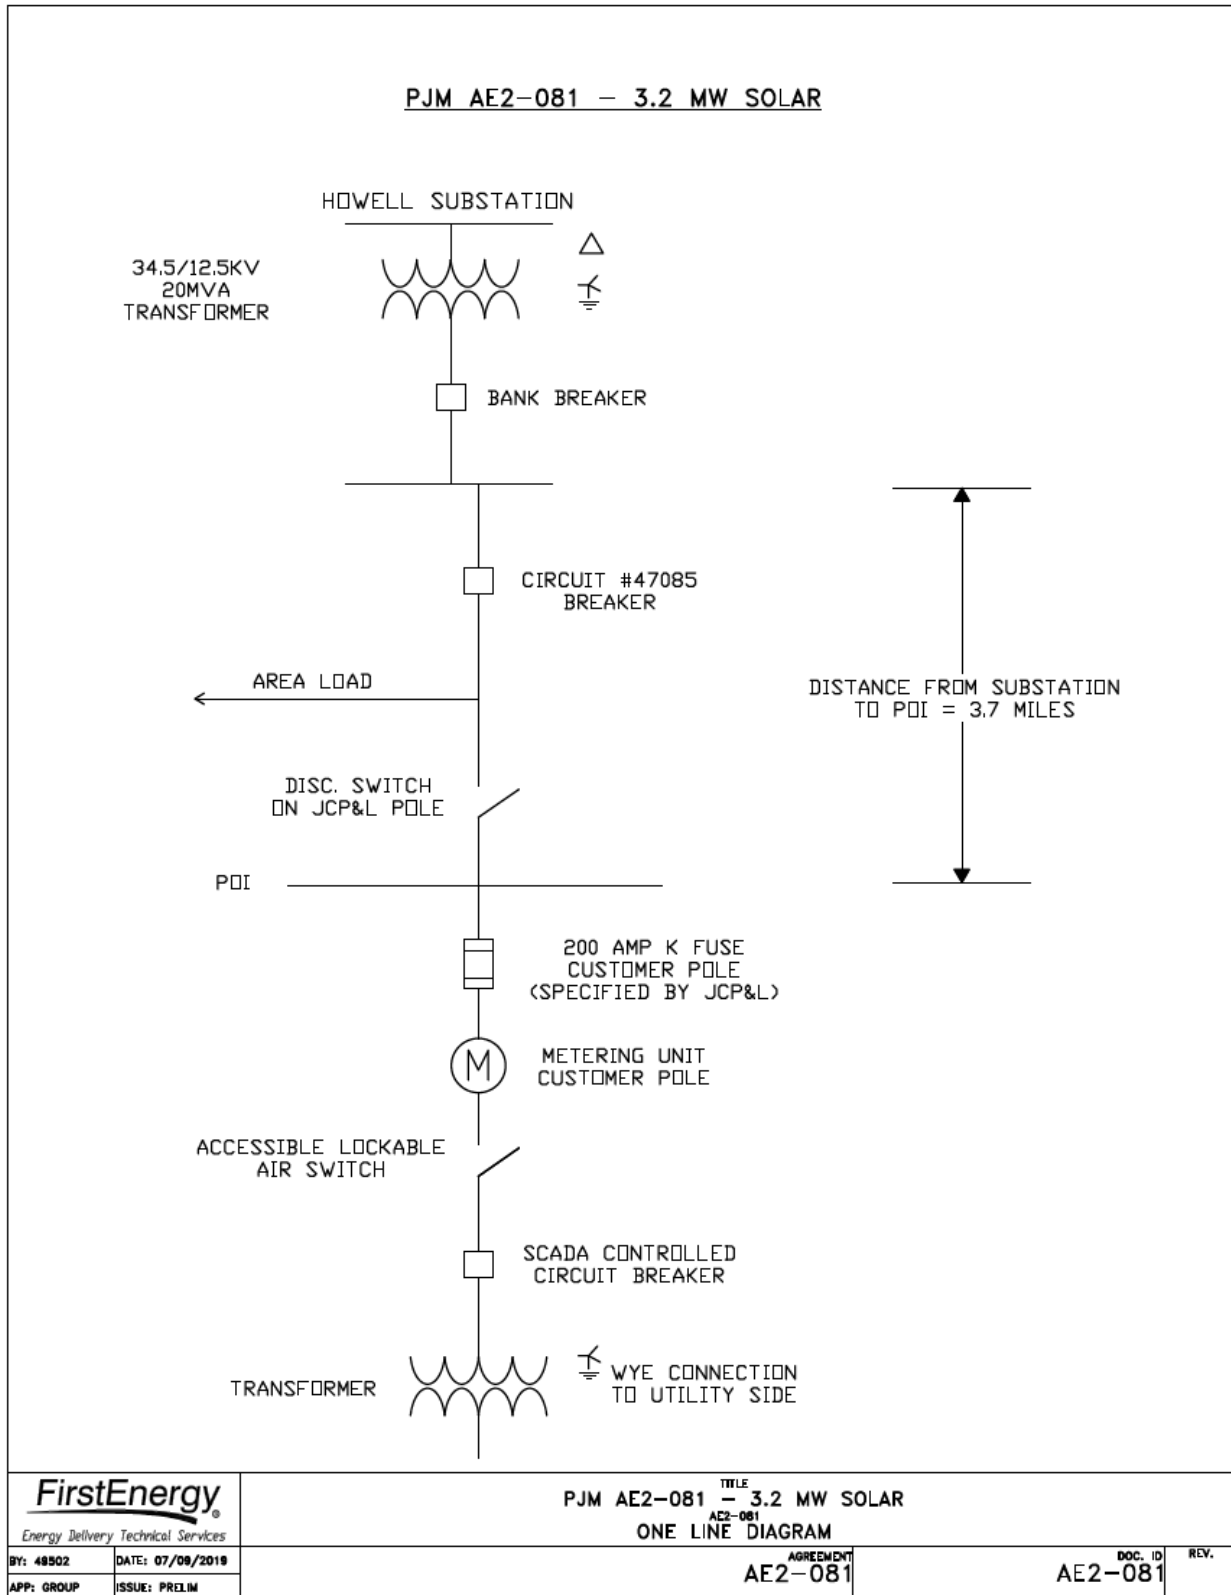 PJM AE2-081 - 3.2 MW SOLAR
HOWELL SUBSTATION
34.5/12.5KV
20MVA
TRANSFORMER
BANK BREAKER
CIRCUIT #47085
BREAKER
AREA LOAD
DISTANCE FROM SUBSTATION
TO POI = 3.7 MILES
DISC. SWITCH
ON JCP&L POLE
POI
200 AMP K FUSE
CUSTOMER POLE
(SPECIFIED BY JCP&L)
M
METERING UNIT
CUSTOMER POLE
ACCESSIBLE LOCKABLE
AIR SWITCH
SCADA CONTROLLED
CIRCUIT BREAKER
TRANSFORMER
WYE CONNECTION
TO UTILITY SIDE
FirstEnergy®
Energy Delivery Technical Services
BY: 48502
DATE: 07/09/2019
APP: GROUP
ISSUE: PRELIM
TITLE
PJM AE2-081 - 3.2 MW SOLAR
AE2-081
ONE LINE DIAGRAM
AGREEMENT
AE2-081
DOC. ID
AE2-081
REV.